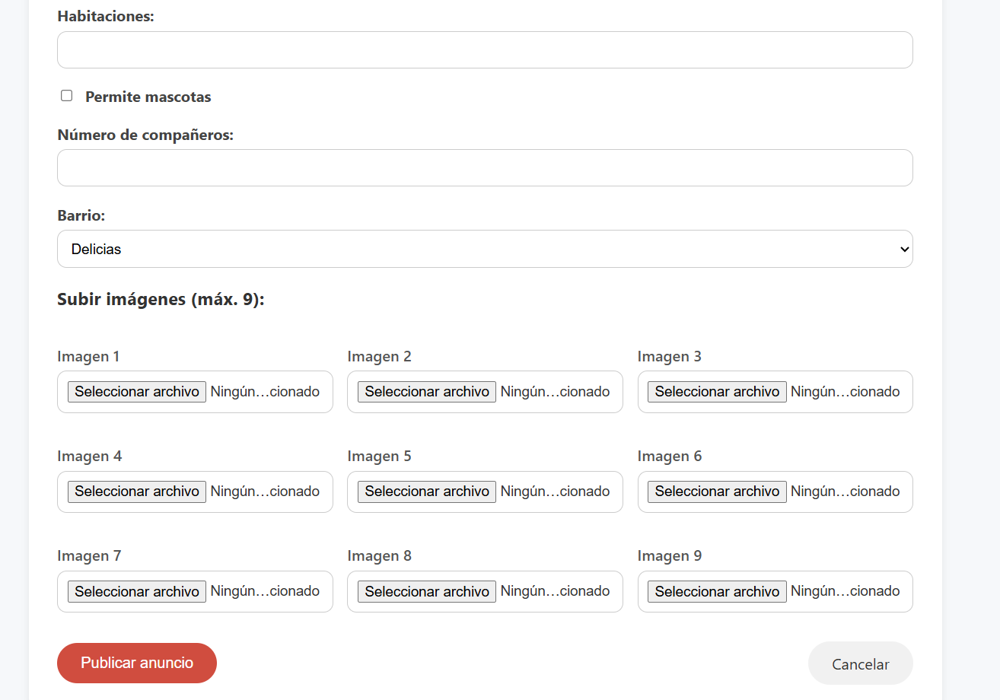 Habitaciones:
Permite mascotas
Número de compañeros:
Barrio:
Delicias
Subir imágenes (máx. 9):
Imagen 1 Imagen 2 Imagen 3
Seleccionar archivo Ningún…cionado Seleccionar archivo Ningún…cionado Seleccionar archivo Ningún…cionado
Imagen 4 Imagen 5 Imagen 6
Seleccionar archivo Ningún…cionado Seleccionar archivo Ningún…cionado Seleccionar archivo Ningún…cionado
Imagen 7 Imagen 8 Imagen 9
Seleccionar archivo Ningún…cionado Seleccionar archivo Ningún…cionado Seleccionar archivo Ningún…cionado
Publicar anuncio Cancelar